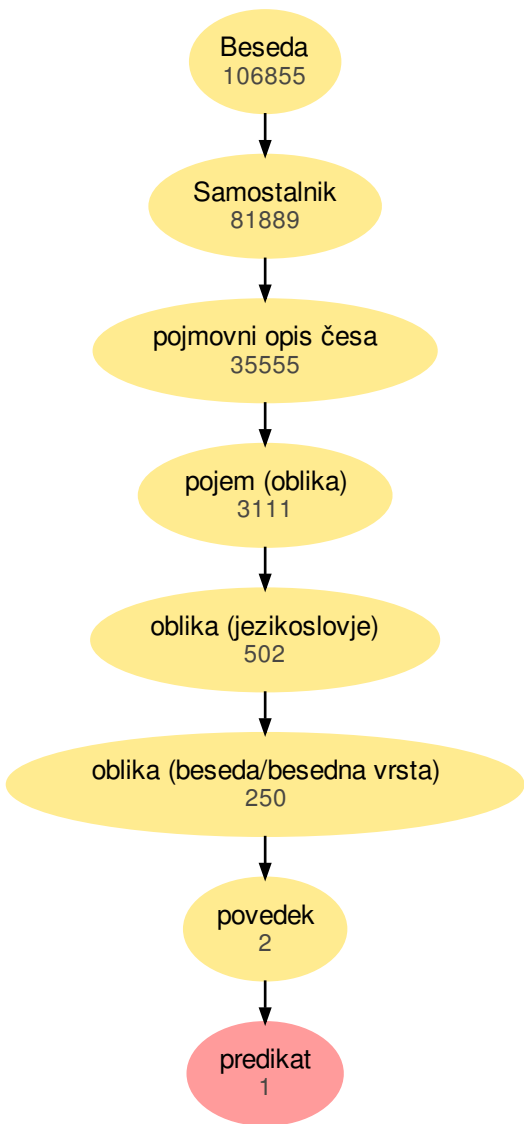 Beseda
106855
Samostalnik
81889
pojmovni opis česa
35555
pojem (oblika)
3111
oblika (jezikoslovje)
502
oblika (beseda/besedna vrsta)
250
povedek
2
predikat
1